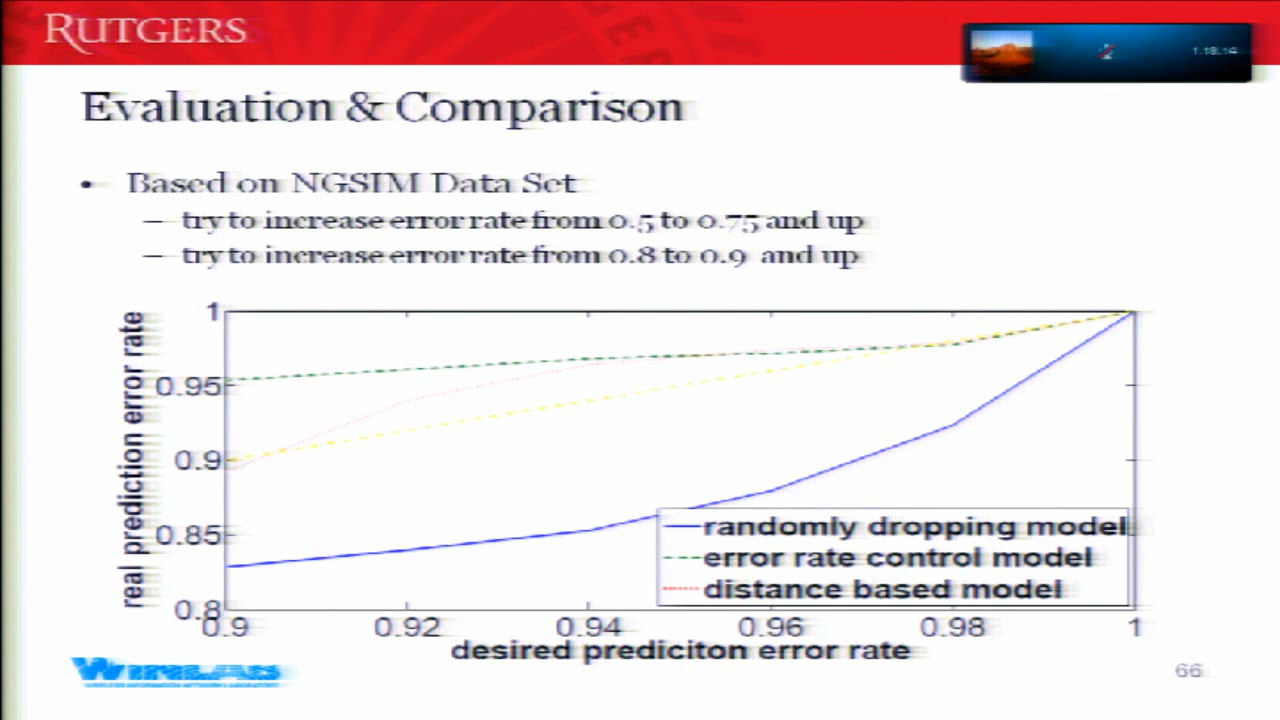 RUTGERS
1:18:14
Evaluation & Comparison
• Based on NGSIM Data Set
– try to increase error rate from 0.5 to 0.75 and up
– try to increase error rate from 0.8 to 0.9 and up
real prediction error rate
1
0.95
0.9
0.85
0.8
randomly dropping model
error rate control model
distance based model
0.9 0.92 0.94 0.96 0.98 1
desired prediciton error rate
WINLAB
66